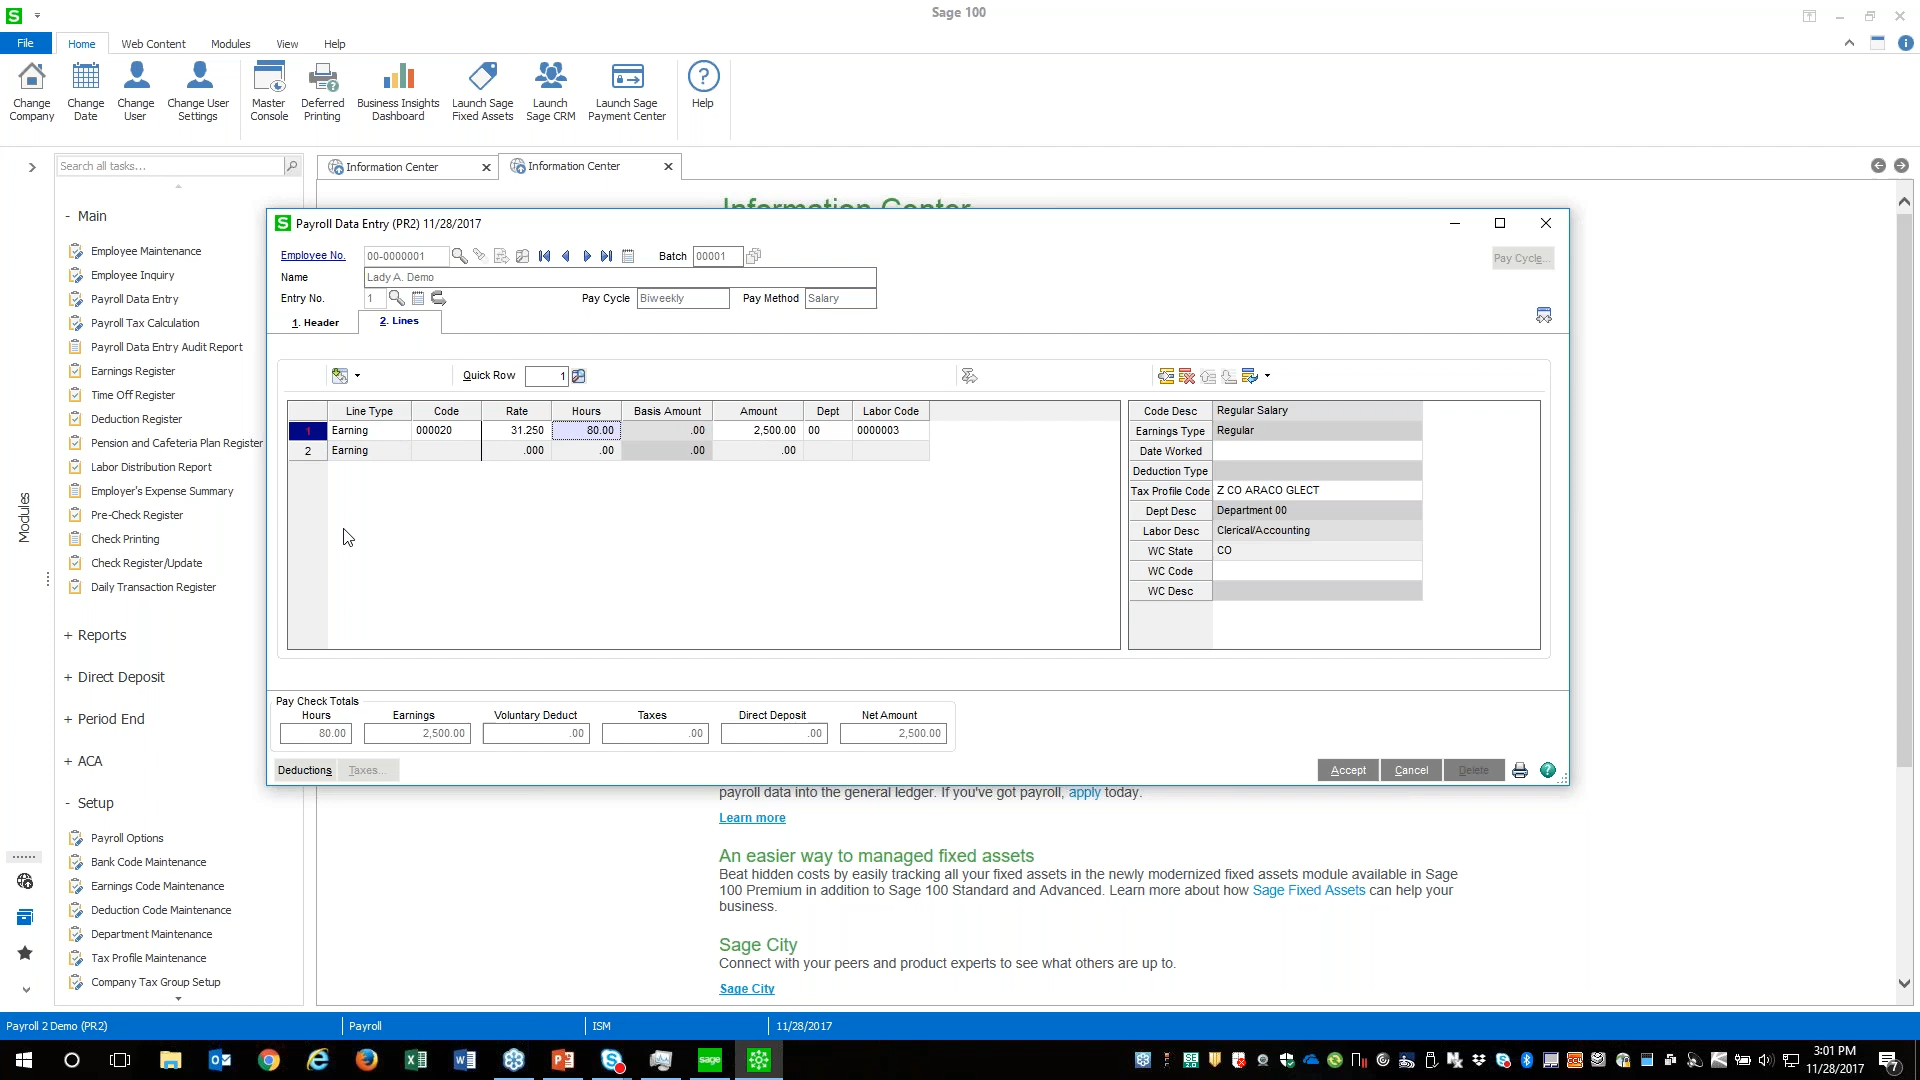 Sage 100
File Home Web Content Modules View Help
Change Company
Change Date
Change User
Change User Settings
Master Console
Deferred Printing
Business Insights Dashboard
Launch Sage Fixed Assets
Launch Sage CRM
Launch Sage Payment Center
Help
Search all tasks...
Information Center
Information Center
Modules
- Main
Employee Maintenance
Employee Inquiry
Payroll Data Entry
Payroll Tax Calculation
Payroll Data Entry Audit Report
Earnings Register
Time Off Register
Deduction Register
Pension and Cafeteria Plan Register
Labor Distribution Report
Employer's Expense Summary
Pre-Check Register
Check Printing
Check Register/Update
Daily Transaction Register
+ Reports
+ Direct Deposit
+ Period End
+ ACA
- Setup
Payroll Options
Bank Code Maintenance
Earnings Code Maintenance
Deduction Code Maintenance
Department Maintenance
Tax Profile Maintenance
Company Tax Group Setup
Information Center
S Payroll Data Entry (PR2) 11/28/2017
Employee No. 00-0000001 Batch 00001 Pay Cycle...
Name Lady A. Demo
Entry No. 1 Pay Cycle Biweekly Pay Method Salary
1. Header 2. Lines
Quick Row 1
Line Type Code Rate Hours Basis Amount Amount Dept Labor Code
1 Earning 000020 31.250 80.00 .00 2,500.00 00 0000003
2 Earning .000 .00 .00 .00
Code Desc Regular Salary
Earnings Type Regular
Date Worked
Deduction Type
Tax Profile Code Z CO ARACO GLECT
Dept Desc Department 00
Labor Desc Clerical/Accounting
WC State CO
WC Code
WC Desc
Pay Check Totals
Hours Earnings Voluntary Deduct Taxes Direct Deposit Net Amount
80.00 2,500.00 .00 .00 .00 2,500.00
Deductions Taxes... Accept Cancel Delete
payroll data into the general ledger. If you've got payroll, apply today.
Learn more
An easier way to managed fixed assets
Beat hidden costs by easily tracking all your fixed assets in the newly modernized fixed assets module available in Sage
100 Premium in addition to Sage 100 Standard and Advanced. Learn more about how Sage Fixed Assets can help your
business.
Sage City
Connect with your peers and product experts to see what others are up to.
Sage City
Payroll 2 Demo (PR2) Payroll ISM 11/28/2017
sage
3:01 PM
11/28/2017
7